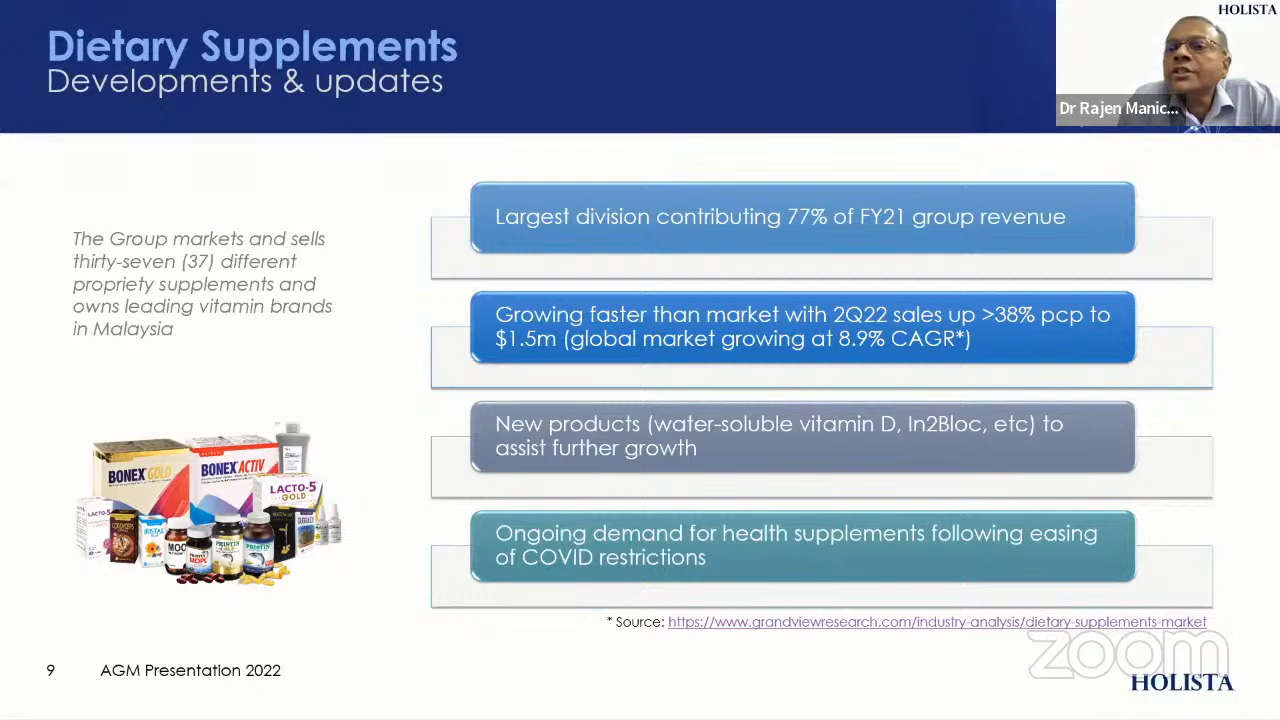 Dietary Supplements
Developments & updates
HOLISTA
Dr Rajen Manic...
The Group markets and sells
thirty-seven (37) different
propriety supplements and
owns leading vitamin brands
in Malaysia
Largest division contributing 77% of FY21 group revenue
Growing faster than market with 2Q22 sales up >38% pcp to
$1.5m (global market growing at 8.9% CAGR*)
New products (water-soluble vitamin D, In2Bloc, etc) to
assist further growth
Ongoing demand for health supplements following easing
of COVID restrictions
BONEX GOLD
BONEX ACTIV
LACTO-5
GOLD
LACTO-5
PRISTIN
GOLD
PRISTIN
* Source: https://www.grandviewresearch.com/industry-analysis/dietary-supplements-market
zoom
9 AGM Presentation 2022
HOLISTA